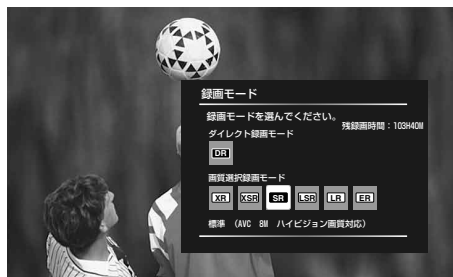 録画モード
録画モードを選んでください。
残録画時間：103H40M
ダイレクト録画モード
DR
画質選択録画モード
XR XSR SR LSR LR ER
標準 （AVC 8M ハイビジョン画質対応）